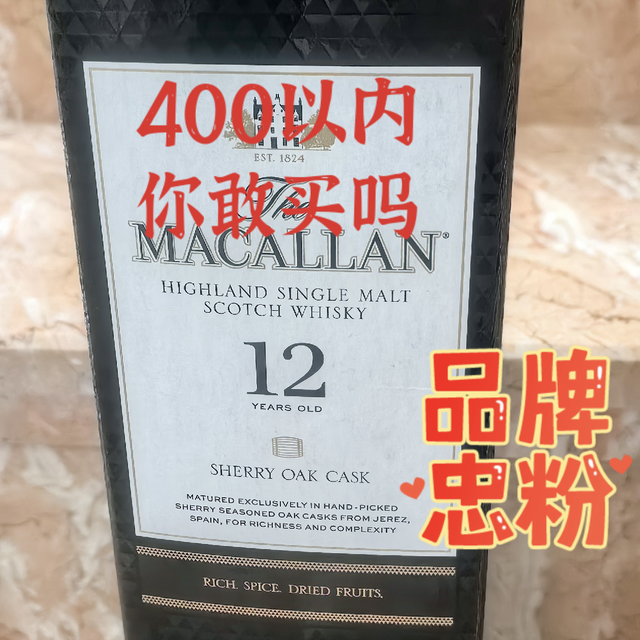 400以内
EST. 1824
你敢买吗
The
MACALLAN®
HIGHLAND SINGLE MALT
SCOTCH WHISKY
12
YEARS OLD
SHERRY OAK CASK
MATURED EXCLUSIVELY IN HAND-PICKED
SHERRY SEASONED OAK CASKS FROM JEREZ,
SPAIN, FOR RICHNESS AND COMPLEXITY
RICH. SPICE. DRIED FRUITS.
品牌
忠粉